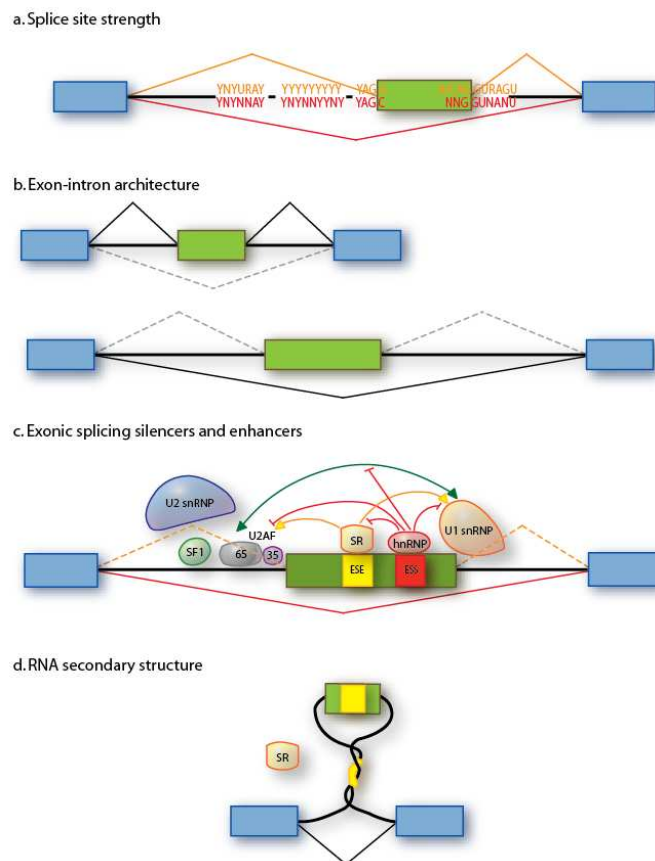 a. Splice site strength
YNYURAY YYYYYYYYY YAG GURAGU
YNYNNAY YNYNNYYNY YAG C NNG GUNANU
b. Exon-intron architecture
c. Exonic splicing silencers and enhancers
U2 snRNP
U1 snRNP
U2AF
SR
hnRNP
SF1
65
35
ESE
ESS
d. RNA secondary structure
SR